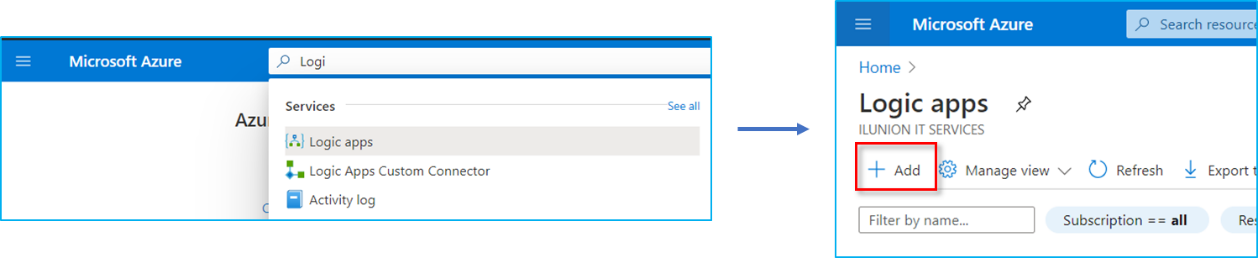 Microsoft Azure
Logi
Services
See all
Azu
Logic apps
Logic Apps Custom Connector
Activity log
Microsoft Azure
Search resource
Home >
Logic apps
ILUNION IT SERVICES
+ Add
Manage view
Refresh
Export t
Filter by name...
Subscription == all
Res